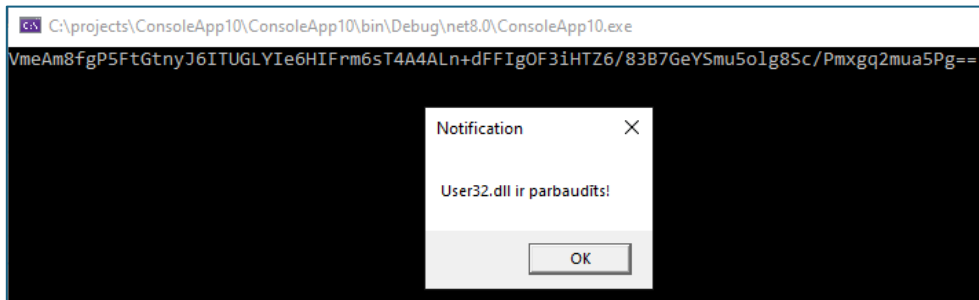 C:\projects\ConsoleApp10\ConsoleApp10\bin\Debug\net8.0\ConsoleApp10.exe
VmeAm8fgP5FtGtnyJ6ITUGLYIe6HIFrm6sT4A4ALn+dFFIgOF3iHTZ6/83B7GeYSmu5olg8Sc/Pmxgq2mua5Pg==
Notification
User32.dll ir parbaudīts!
OK